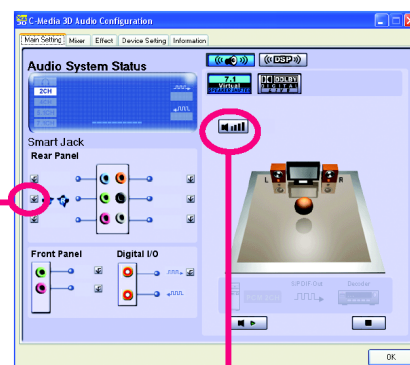 C-Media 3D Audio Configuration
Main Setting Mixer Effect Device Setting Information
Audio System Status
2CH
DSP
7.1
Virtual
DOLBY
DIGITAL
Smart Jack
Rear Panel
L R
Front Panel Digital I/O
S/PDIF Out Decoder
OK